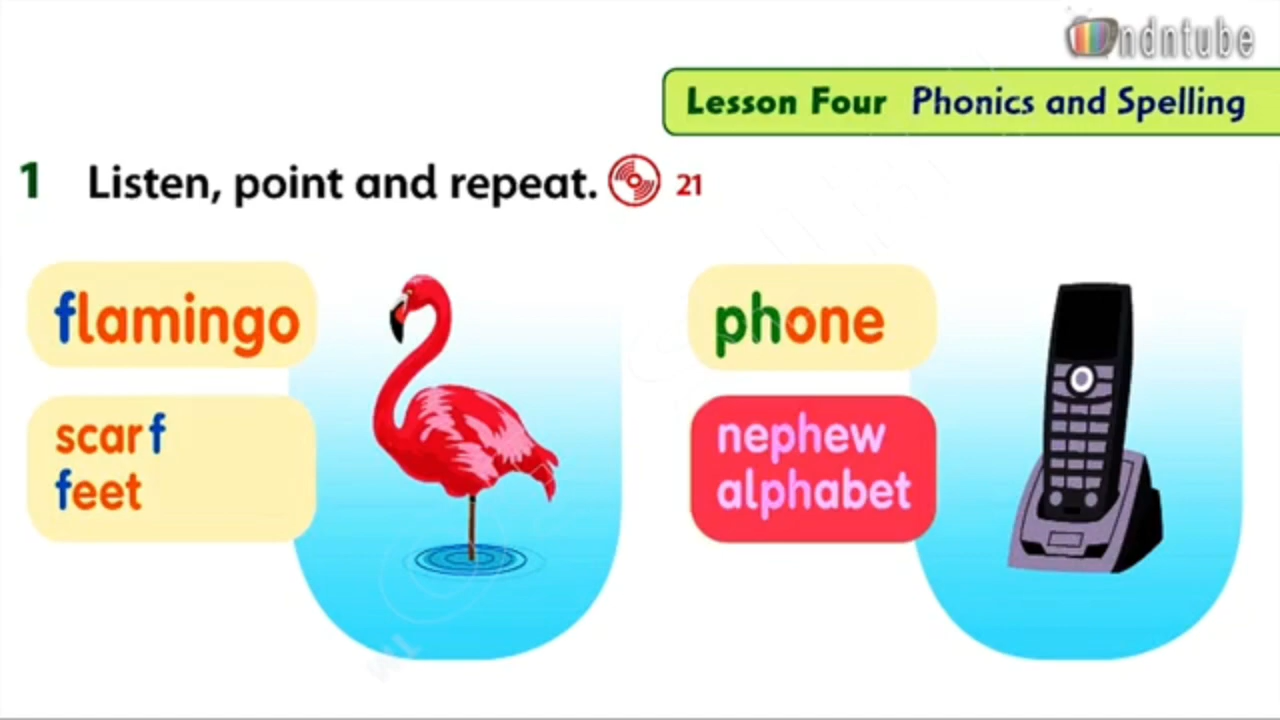 ndntube
Lesson Four Phonics and Spelling
1 Listen, point and repeat. 21
flamingo
scarf
feet
phone
nephew
alphabet